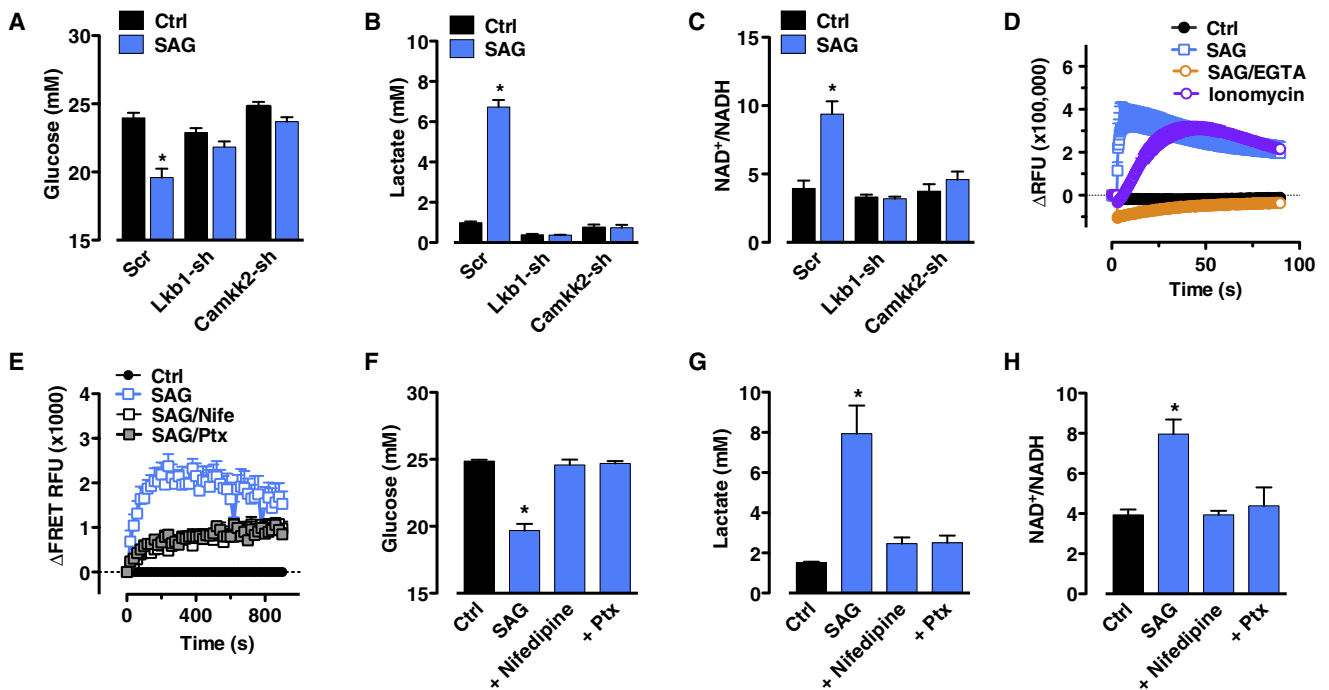 A
Ctrl
SAG
Glucose (mM)
30
25
20
15
Scr
Lkb1-sh
Camkk2-sh
B
Ctrl
SAG
Lactate (mM)
10
8
6
4
2
0
*
Scr
Lkb1-sh
Camkk2-sh
*
C
Ctrl
SAG
NAD⁺/NADH
15
10
5
0
*
Scr
Lkb1-sh
Camkk2-sh
D
Ctrl
SAG
SAG/EGTA
Ionomycin
ΔRFU (x100,000)
6
4
2
0
0
50
100
Time (s)
E
Ctrl
SAG
SAG/Nife
SAG/Ptx
ΔFRET RFU (x1000)
4
3
2
1
0
0
400
800
Time (s)
F
Glucose (mM)
30
25
20
15
*
Ctrl
SAG
+ Nifedipine
+ Ptx
G
Lactate (mM)
10
8
6
4
2
0
*
Ctrl
SAG
+ Nifedipine
+ Ptx
H
NAD⁺/NADH
10
8
6
4
2
0
*
Ctrl
SAG
+ Nifedipine
+ Ptx